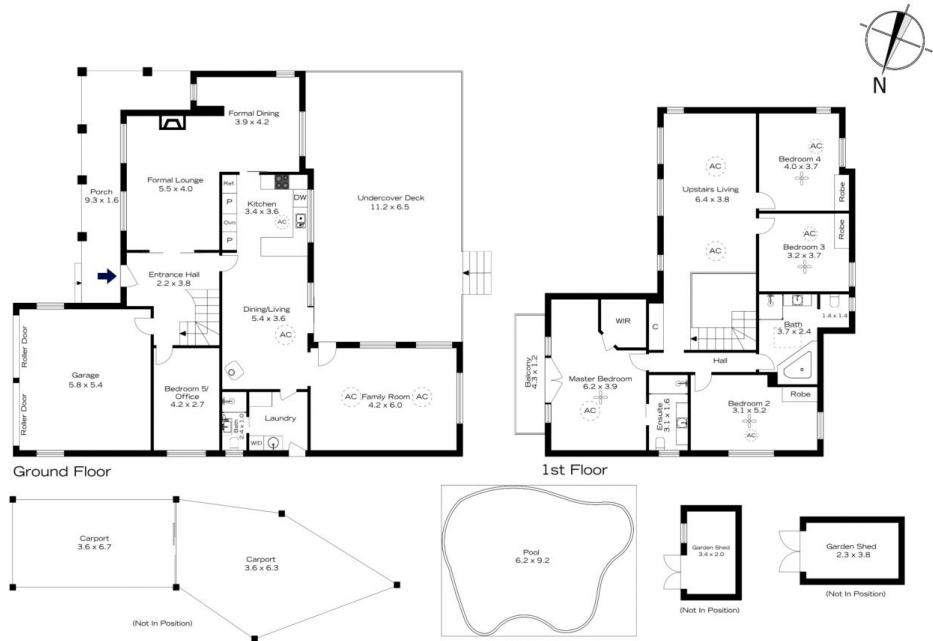 N
Formal Dining
3.9 x 4.2
Formal Lounge
5.5 x 4.0
Porch
9.3 x 1.6
Ref.
P
Ovn
P
Kitchen
3.4 x 3.6
AC
DW
Undercover Deck
11.2 x 6.5
Entrance Hall
2.2 x 3.8
Dining/Living
5.4 x 3.6
AC
Roller Door
Roller Door
Garage
5.8 x 5.4
Bedroom 5/
Office
4.2 x 2.7
Bath
2.4 x 1.0
Laundry
W/D
AC
Family Room
4.2 x 6.0
AC
Ground Floor
AC
Upstairs Living
6.4 x 3.8
AC
AC
Bedroom 4
4.0 x 3.7
Robe
AC
Bedroom 3
3.2 x 3.7
Robe
WIR
C
Bath
3.7 x 2.4
1.4 x 1.4
Hall
Balcony
4.3 x 1.2
Master Bedroom
6.2 x 3.9
AC
Ensuite
3.1 x 1.6
Bedroom 2
3.1 x 5.2
AC
Robe
1st Floor
Carport
3.6 x 6.7
Carport
3.6 x 6.3
(Not In Position)
Pool
6.2 x 9.2
Garden Shed
3.4 x 2.0
(Not In Position)
Garden Shed
2.3 x 3.8
(Not In Position)